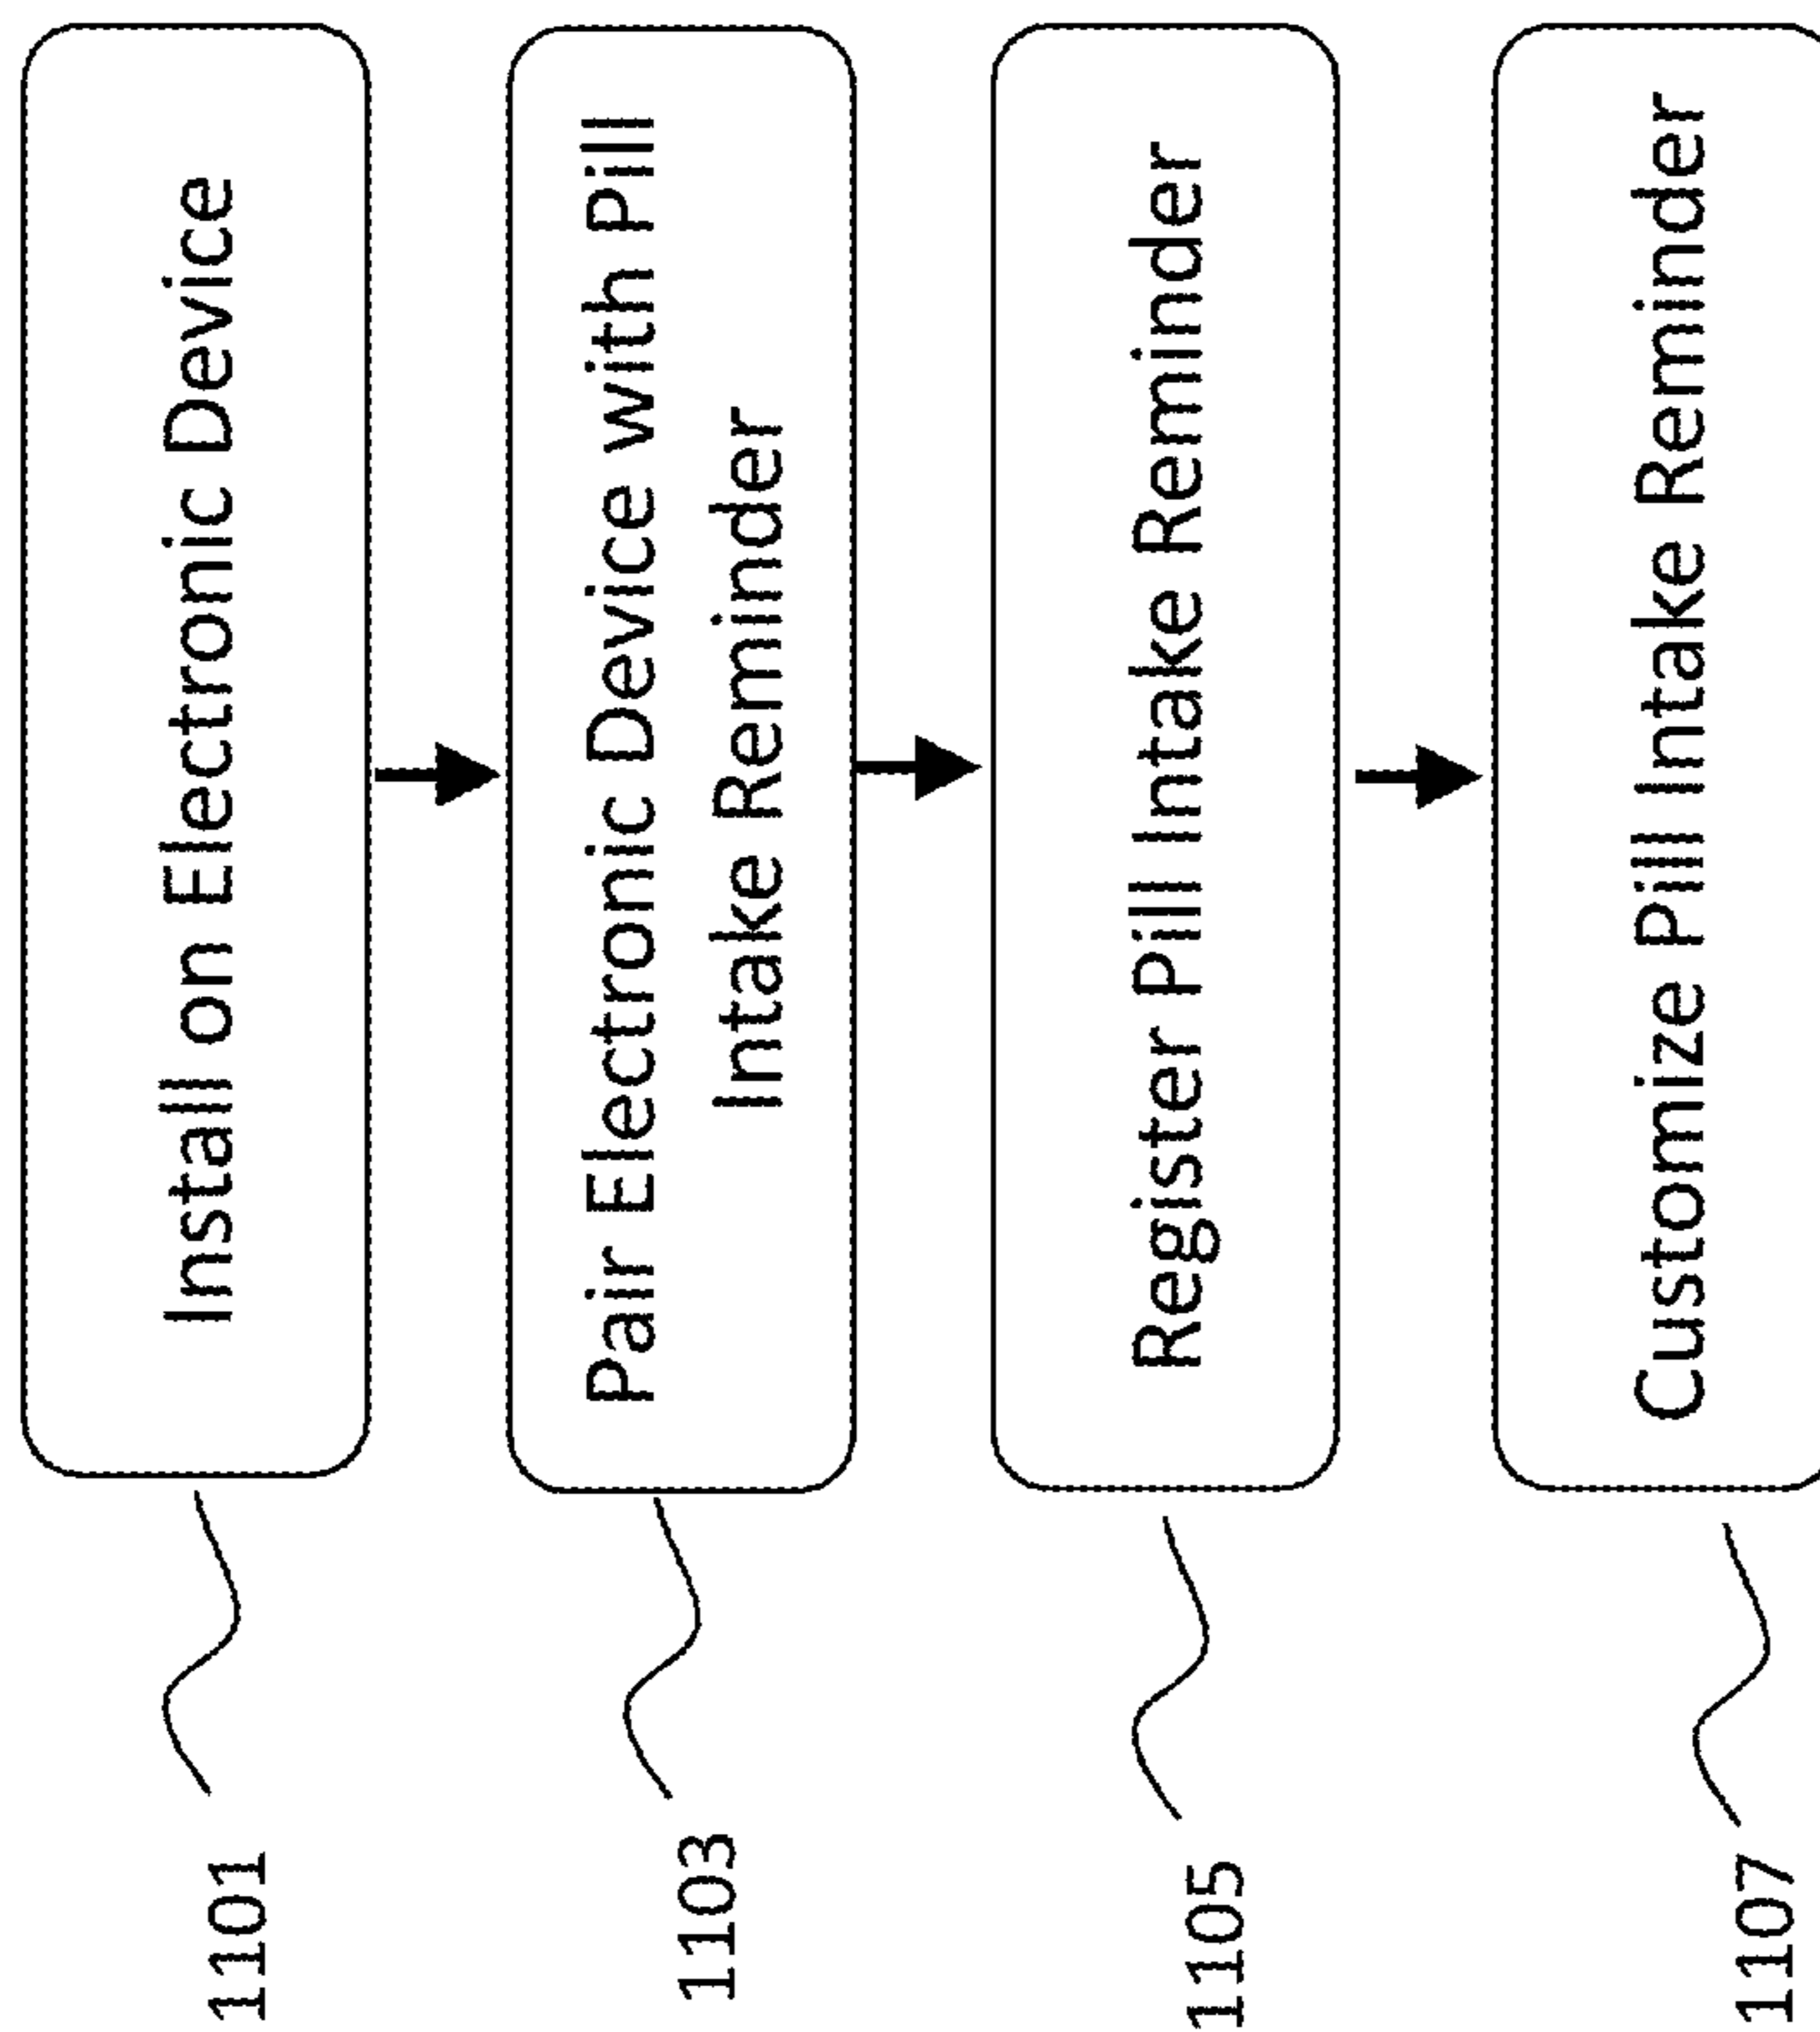 1101
Install on Electronic Device
1103
Pair Electronic Device with Pill
Intake Reminder
1105
Register Pill Intake Reminder
1107
Customize Pill Intake Reminder